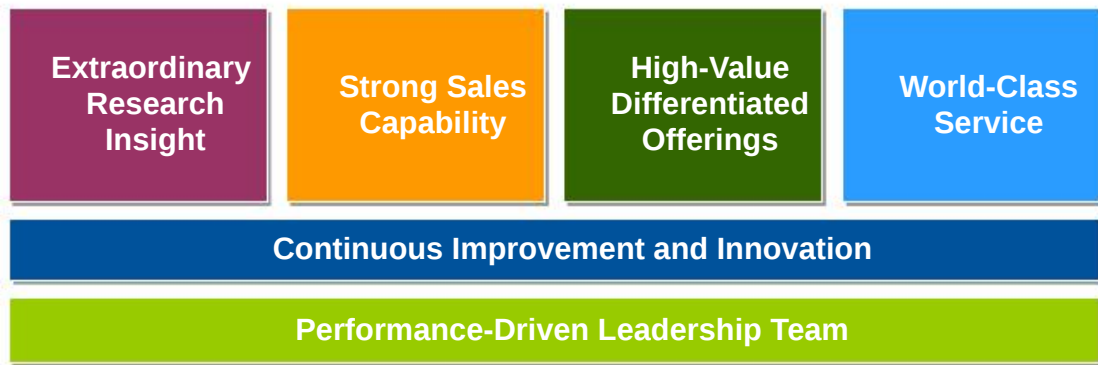 Extraordinary
Research
Insight
Strong Sales
Capability
High-Value
Differentiated
Offerings
World-Class
Service
Continuous Improvement and Innovation
Performance-Driven Leadership Team